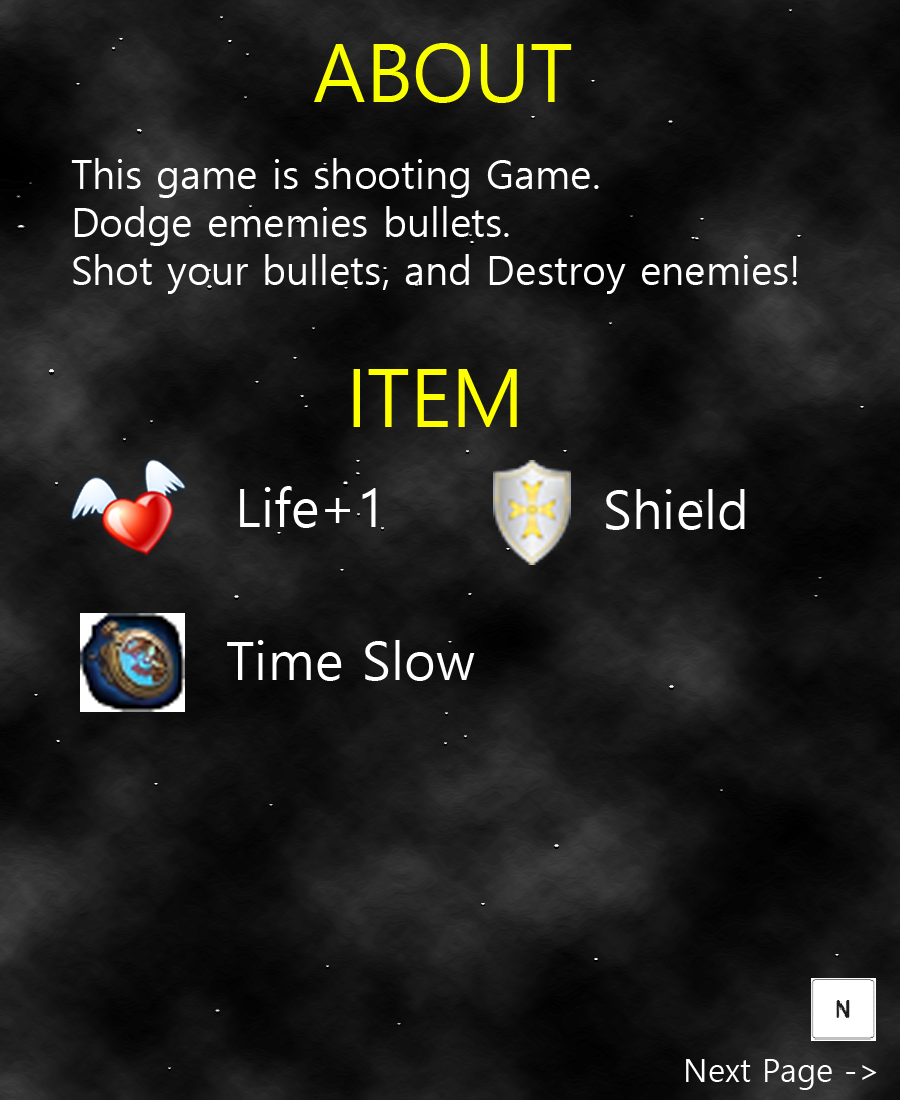 ABOUT
This game is shooting Game.
Dodge ememies bullets.
Shot your bullets, and Destroy enemies!
ITEM
Life+1
Shield
Time Slow
N
Next Page ->